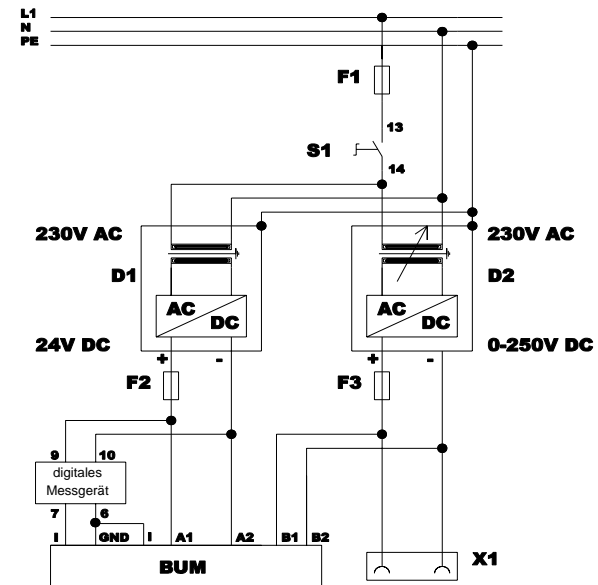 L1
N
PE
F1
13
S1
14
230V AC
230V AC
D1
D2
AC
DC
AC
DC
24V DC
0-250V DC
+
-
+
-
F2
F3
9
10
digitales
Messgerät
7
6
I
GND
I
A1
A2
B1
B2
BUM
X1